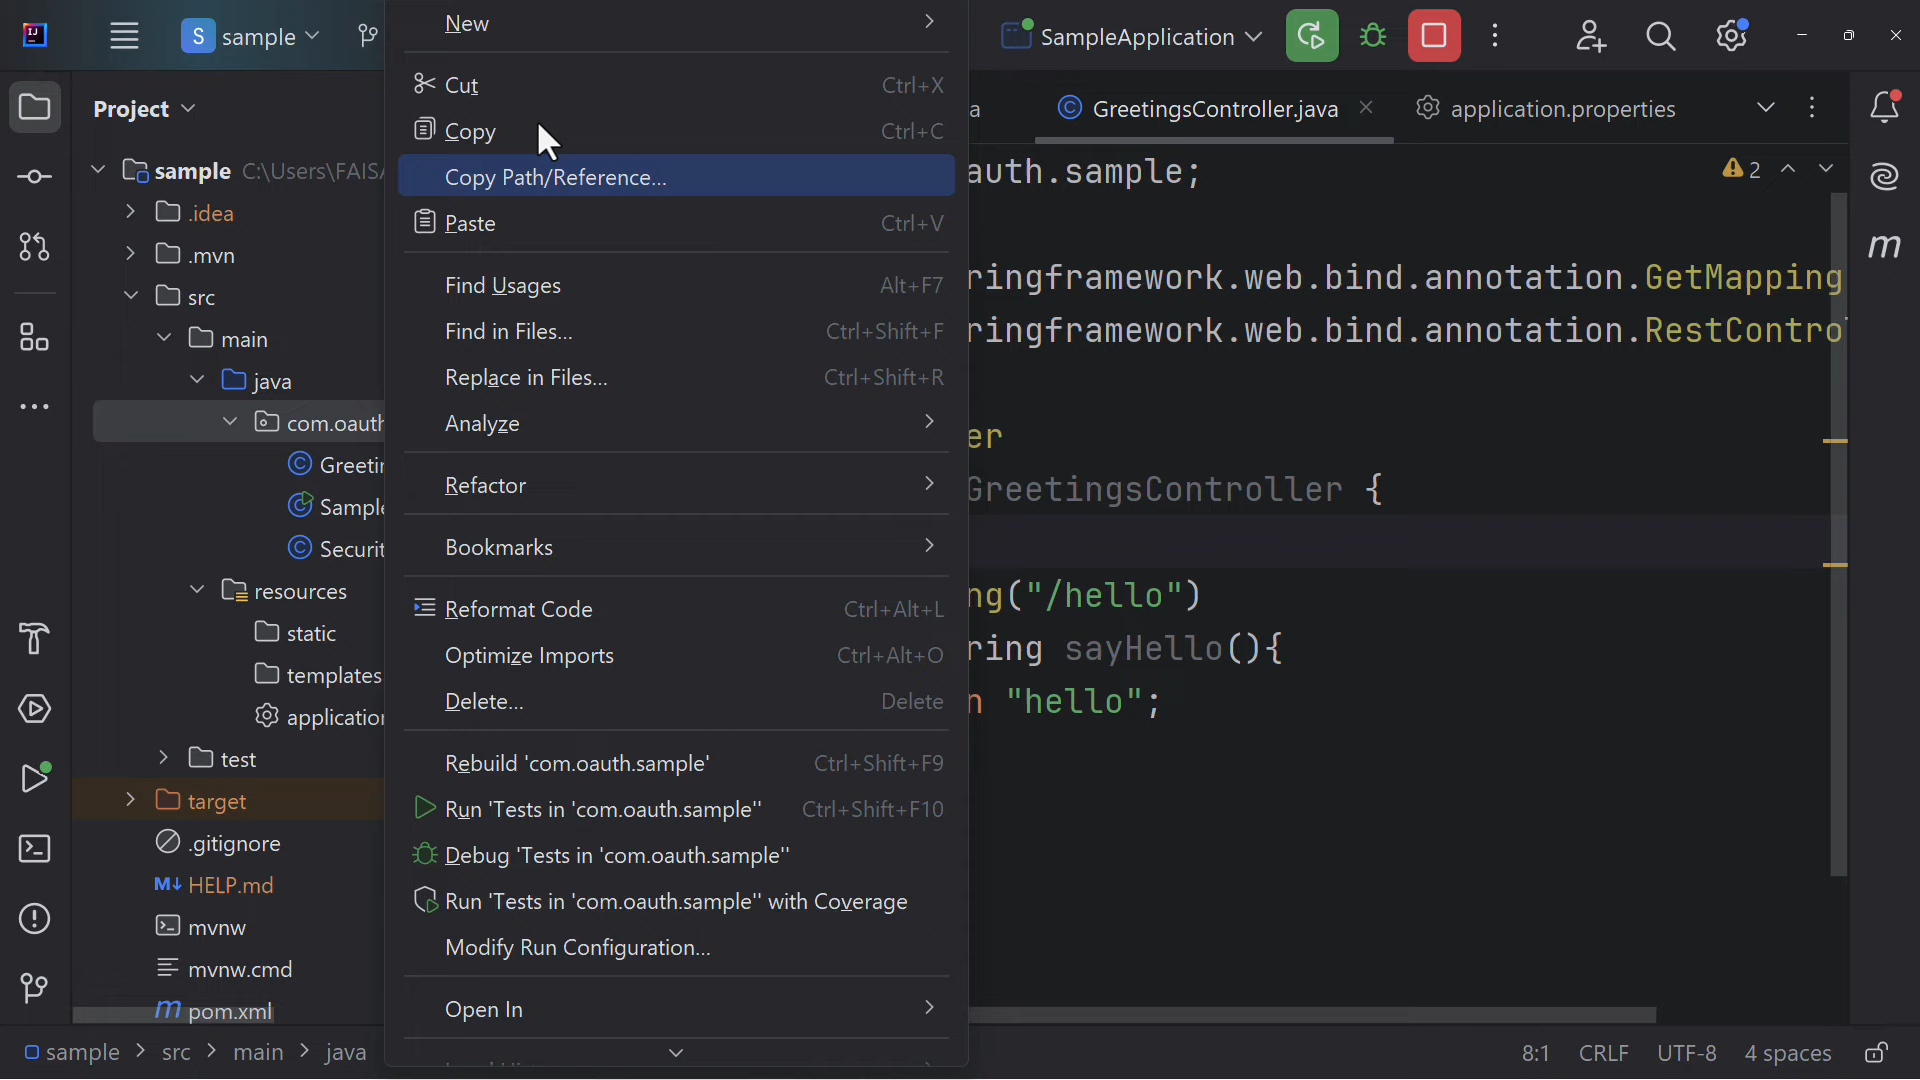 IJ
S sample
SampleApplication
Project
sample C:\Users\FAIS
.idea
.mvn
src
main
java
com.oauth
Greetin
Sample
Securit
resources
static
templates
application
test
target
.gitignore
M↓ HELP.md
mvnw
mvnw.cmd
m pom.xml
New
Cut Ctrl+X
Copy Ctrl+C
Copy Path/Reference...
Paste Ctrl+V
Find Usages Alt+F7
Find in Files... Ctrl+Shift+F
Replace in Files... Ctrl+Shift+R
Analyze
Refactor
Bookmarks
Reformat Code Ctrl+Alt+L
Optimize Imports Ctrl+Alt+O
Delete... Delete
Rebuild 'com.oauth.sample' Ctrl+Shift+F9
Run 'Tests in 'com.oauth.sample'' Ctrl+Shift+F10
Debug 'Tests in 'com.oauth.sample''
Run 'Tests in 'com.oauth.sample'' with Coverage
Modify Run Configuration...
Open In
a
GreetingsController.java
application.properties
auth.sample;
2
ringframework.web.bind.annotation.GetMapping
ringframework.web.bind.annotation.RestContro
er
GreetingsController {
ng("/hello")
ring sayHello(){
n "hello";
m
sample > src > main > java
8:1 CRLF UTF-8 4 spaces